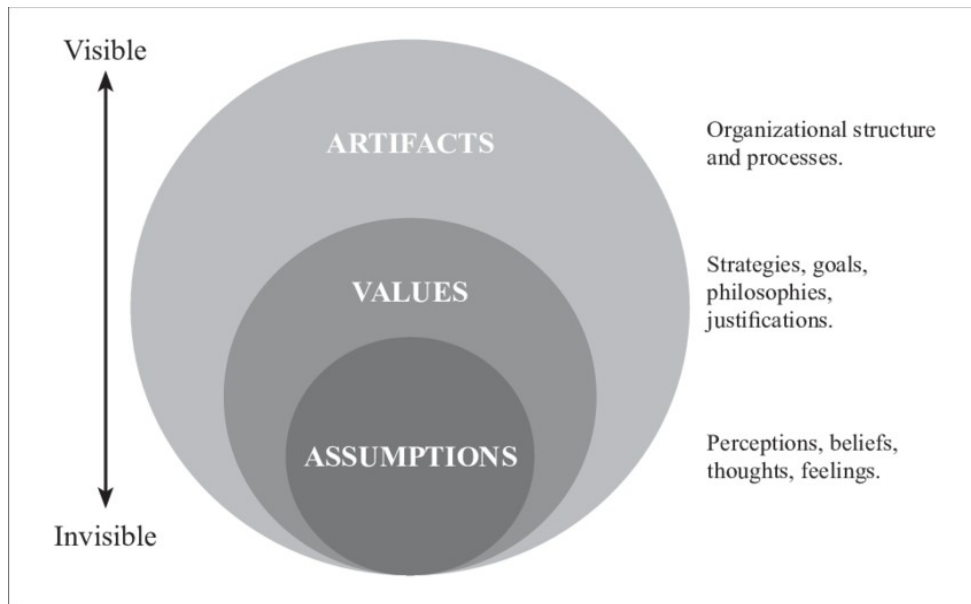 Visible
ARTIFACTS
Organizational structure
and processes.
VALUES
Strategies, goals,
philosophies,
justifications.
ASSUMPTIONS
Perceptions, beliefs,
thoughts, feelings.
Invisible